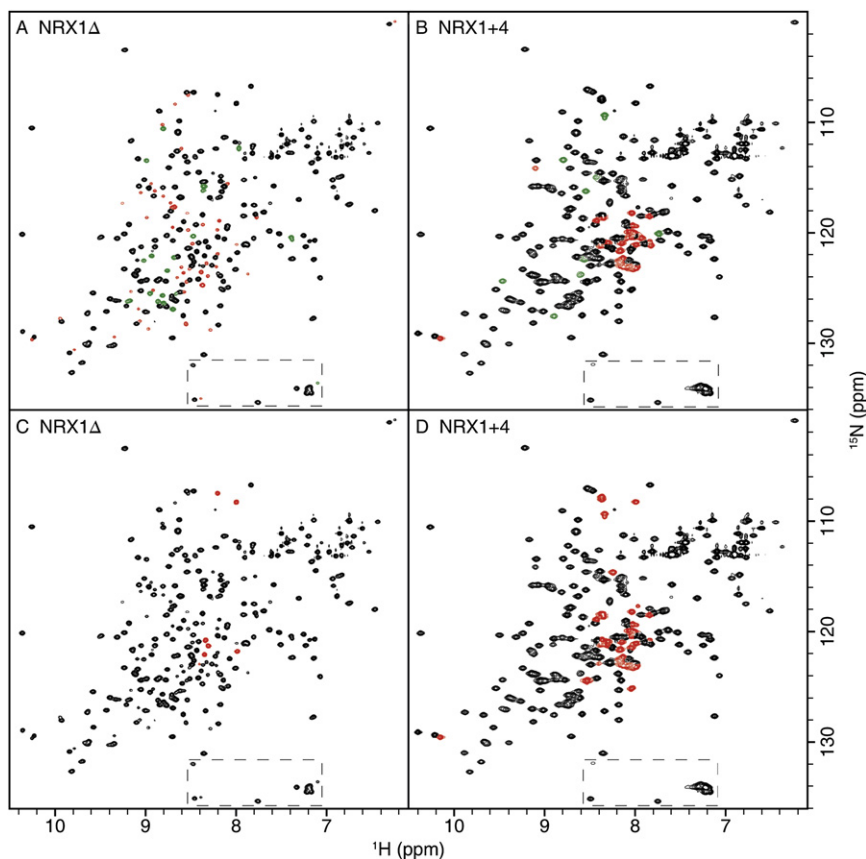 A NRX1Δ
B NRX1+4
110
120
130
C NRX1Δ
D NRX1+4
110
120
130
¹⁵N (ppm)
10 9 8 7
10 9 8 7
¹H (ppm)